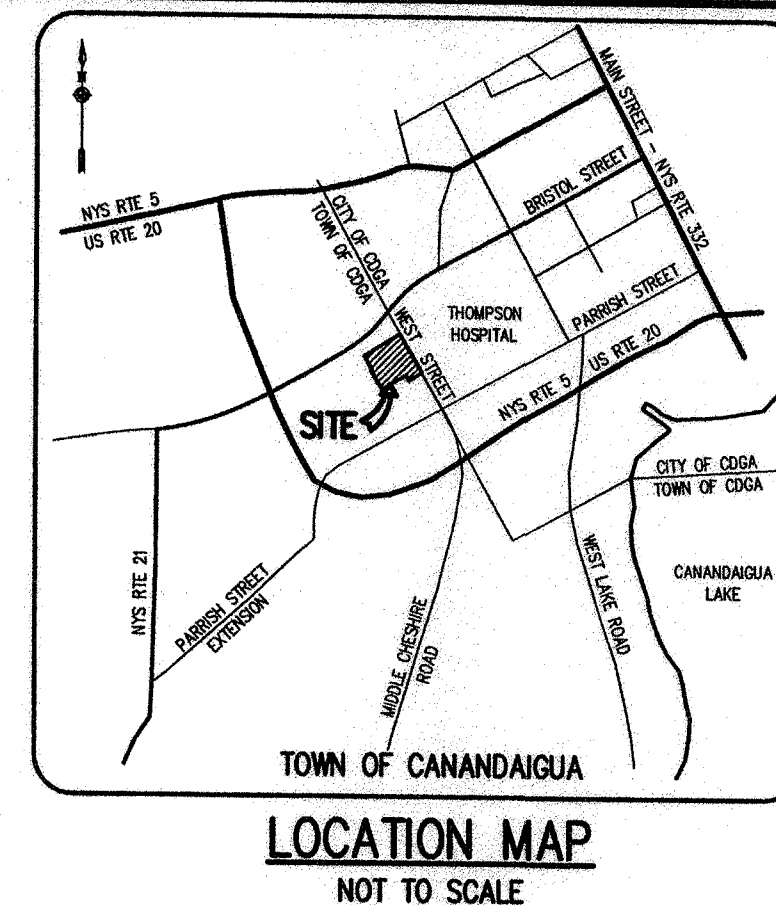 N
MAIN STREET - NYS RTE 332
NYS RTE 5
US RTE 20
CITY OF CDGA
TOWN OF CDGA
BRISTOL STREET
THOMPSON
HOSPITAL
WEST STREET
PARRISH STREET
NYS RTE 5 US RTE 20
SITE
CITY OF CDGA
TOWN OF CDGA
NYS RTE 21
PARRISH STREET
EXTENSION
MIDDLE CHESHIRE
ROAD
WEST LAKE ROAD
CANANDAIGUA
LAKE
TOWN OF CANANDAIGUA
LOCATION MAP
NOT TO SCALE